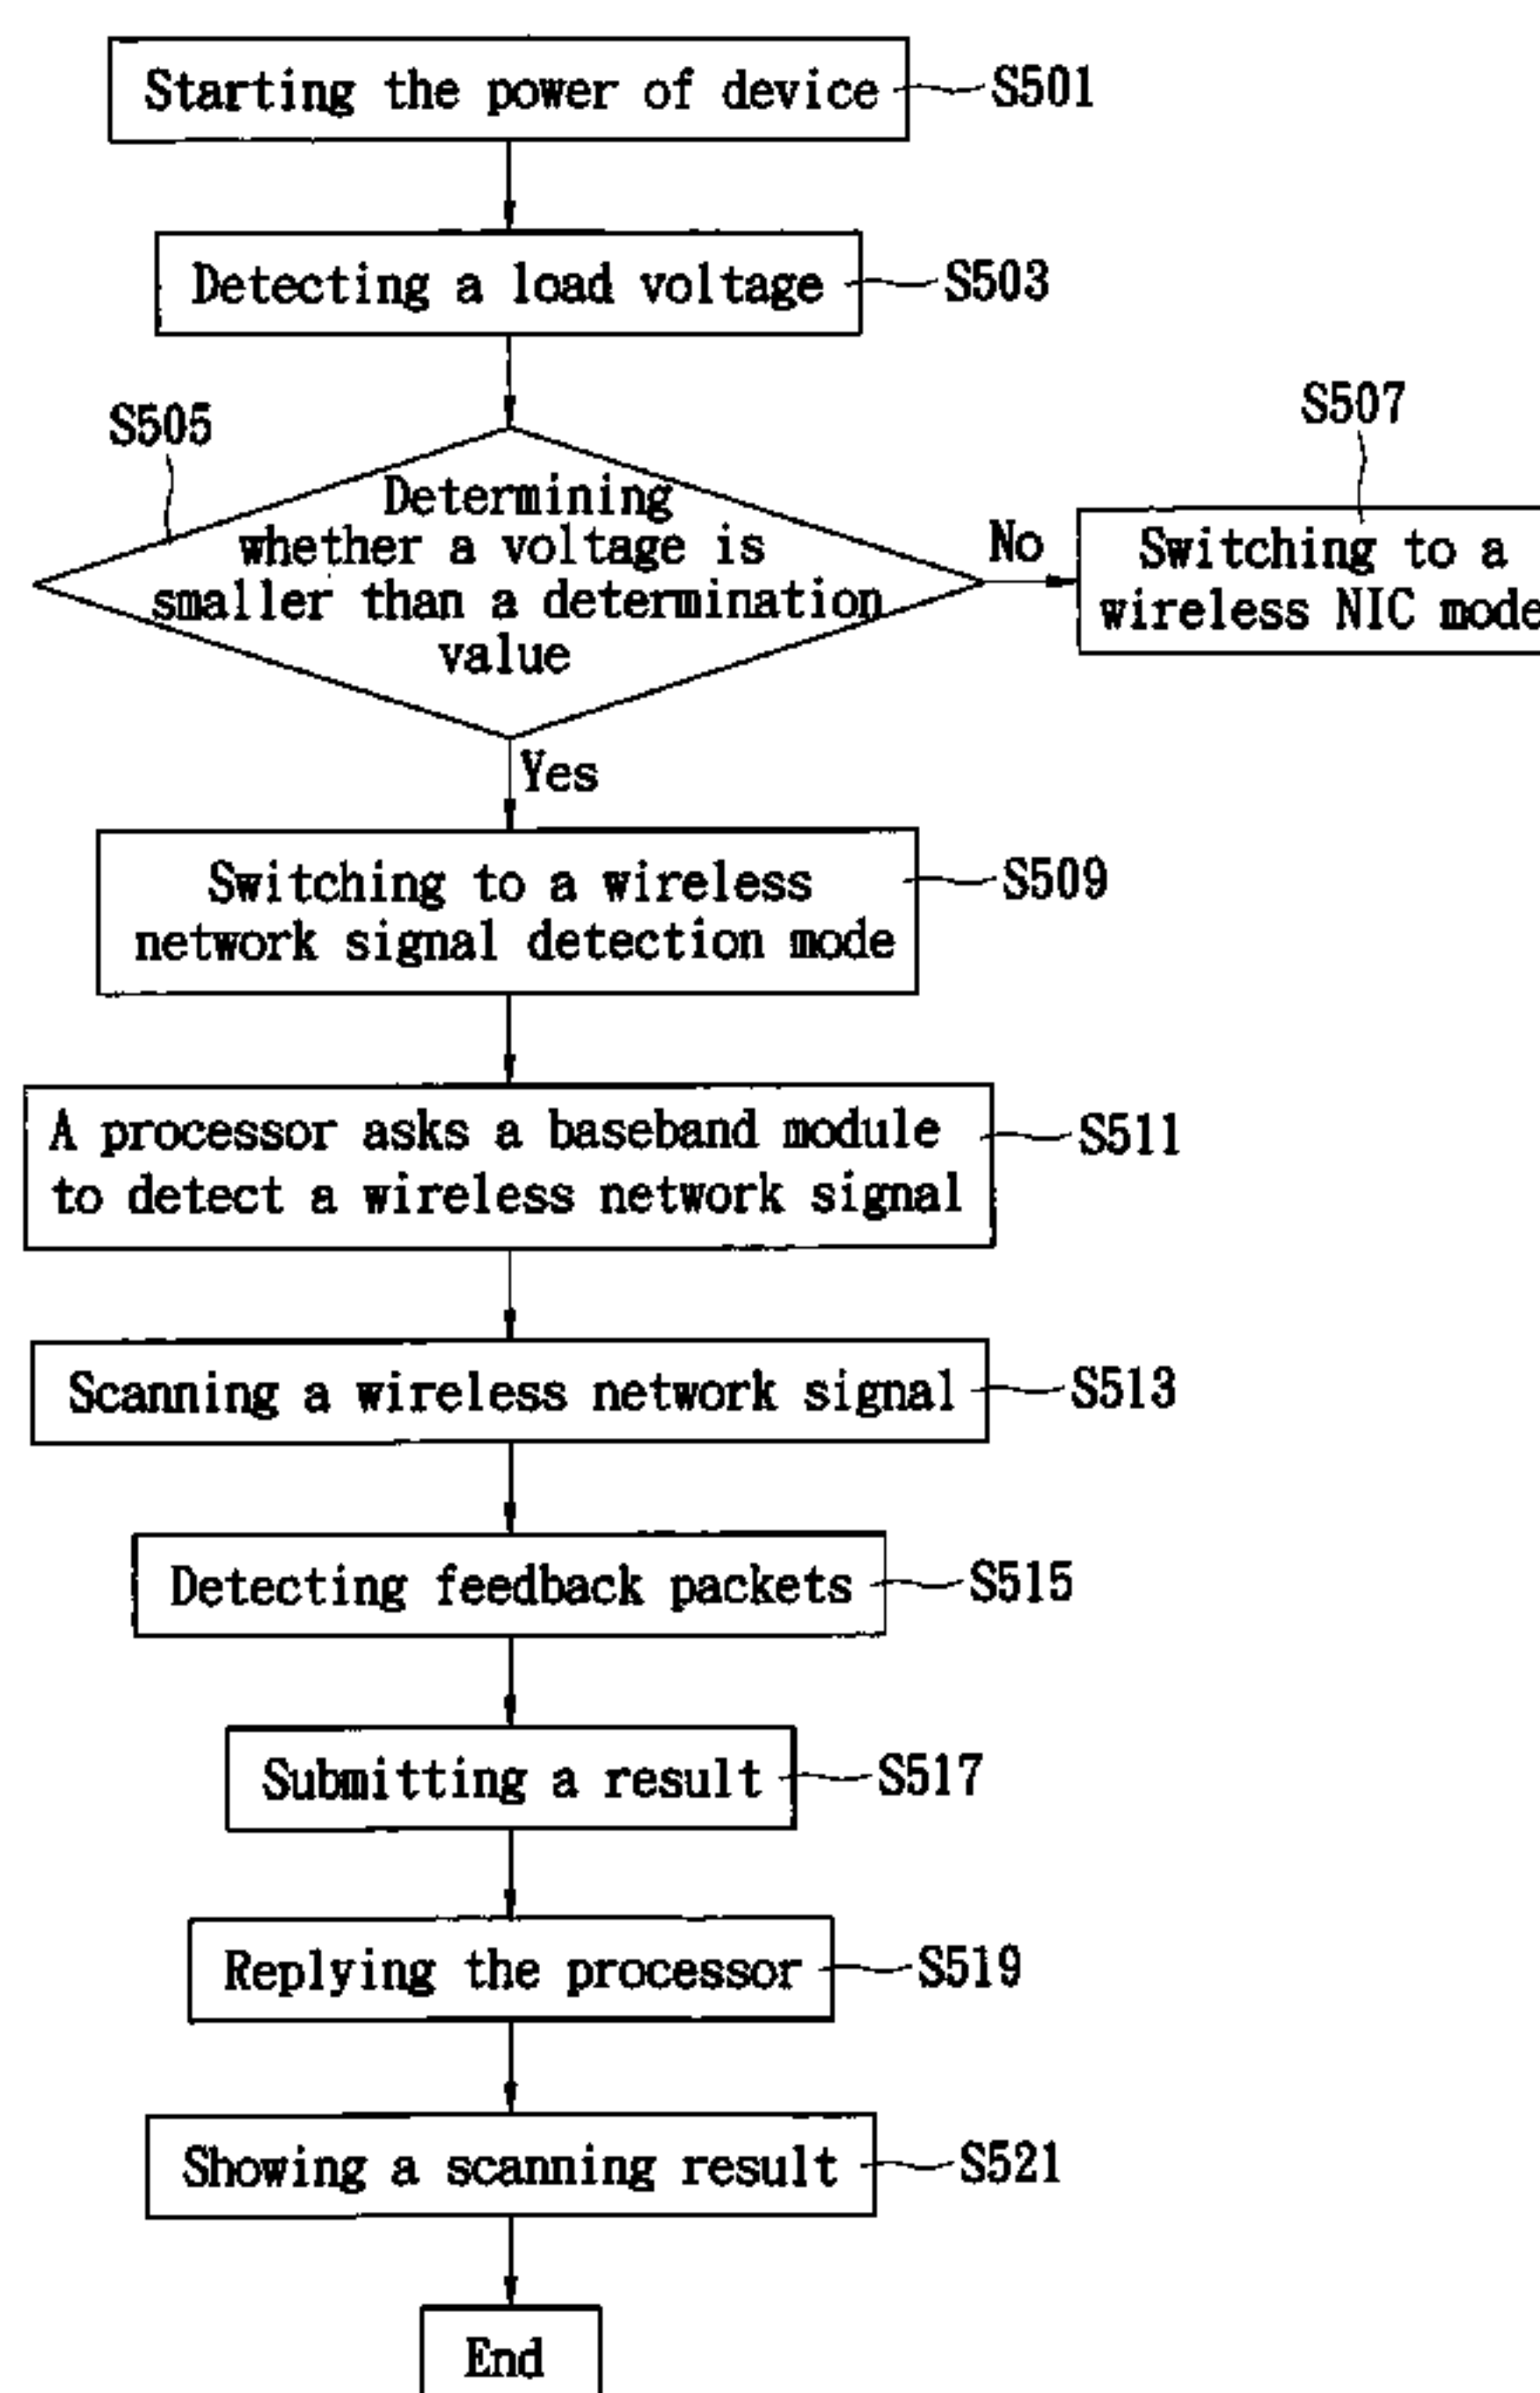 Starting the power of device
S501
Detecting a load voltage
S503
S505
Determining
whether a voltage is
smaller than a determination
value
No
S507
Switching to a
wireless NIC mode
Yes
Switching to a wireless
network signal detection mode
S509
A processor asks a baseband module
to detect a wireless network signal
S511
Scanning a wireless network signal
S513
Detecting feedback packets
S515
Submitting a result
S517
Replying the processor
S519
Showing a scanning result
S521
End